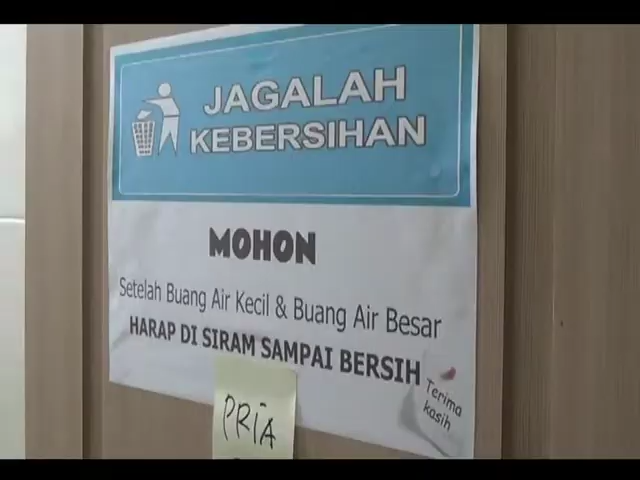 JAGALAH
KEBERSIHAN
MOHON
Setelah Buang Air Kecil & Buang Air Besar
HARAP DI SIRAM SAMPAI BERSIH
Terima
kasih
PRIA